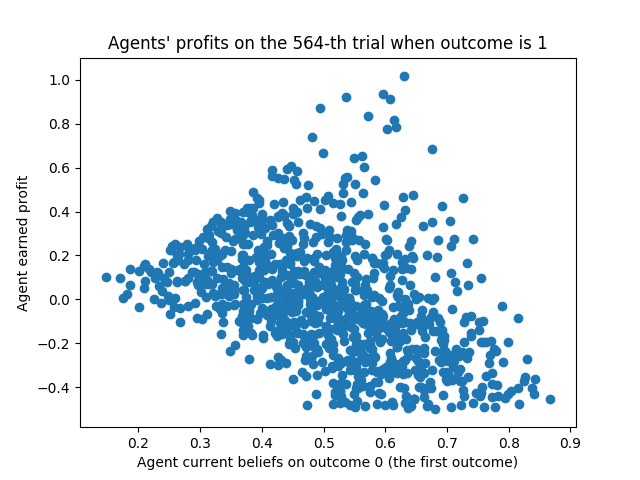 Agents' profits on the 564-th trial when outcome is 1
1.0
0.8
0.6
0.4
0.2
0.0
−0.2
−0.4
Agent earned profit
0.2 0.3 0.4 0.5 0.6 0.7 0.8 0.9
Agent current beliefs on outcome 0 (the first outcome)